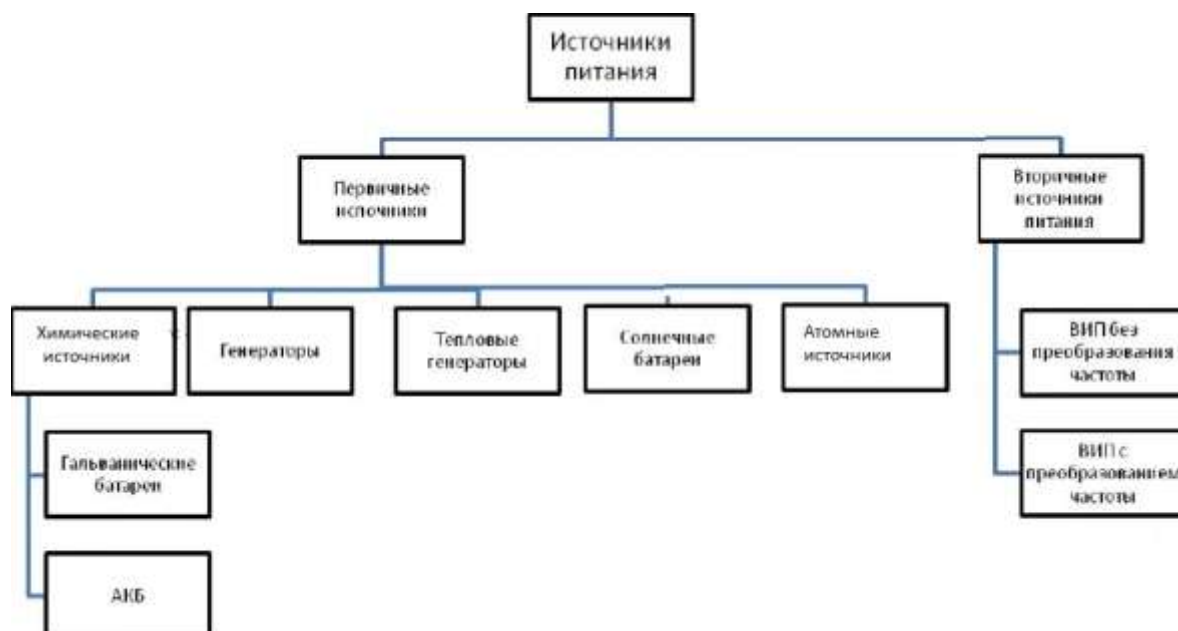 Источники
питания
Первичные
источники
Вторичные
источники
питания
Химические
источники
Генераторы
Тепловые
генераторы
Солнечные
батареи
Атомные
источники
ВИП без
преобразования
частоты
Гальванические
батареи
ВИП с
преобразованием
частоты
АКБ